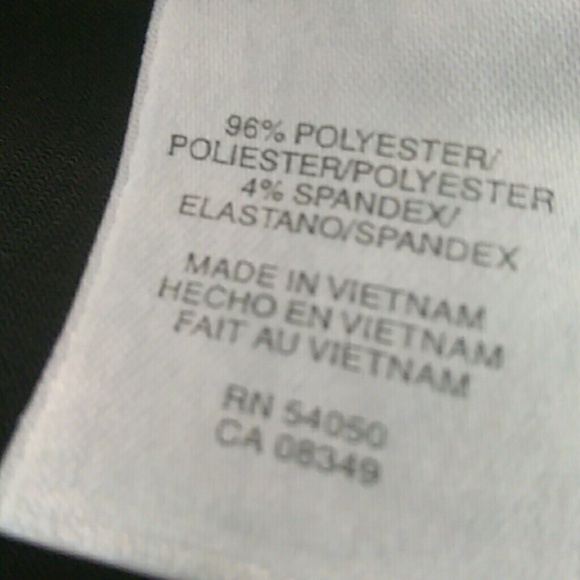 96% POLYESTER/
POLIESTER/POLYESTER
4% SPANDEX/
ELASTANO/SPANDEX
MADE IN VIETNAM
HECHO EN VIETNAM
FAIT AU VIETNAM
RN 54050
CA 08349